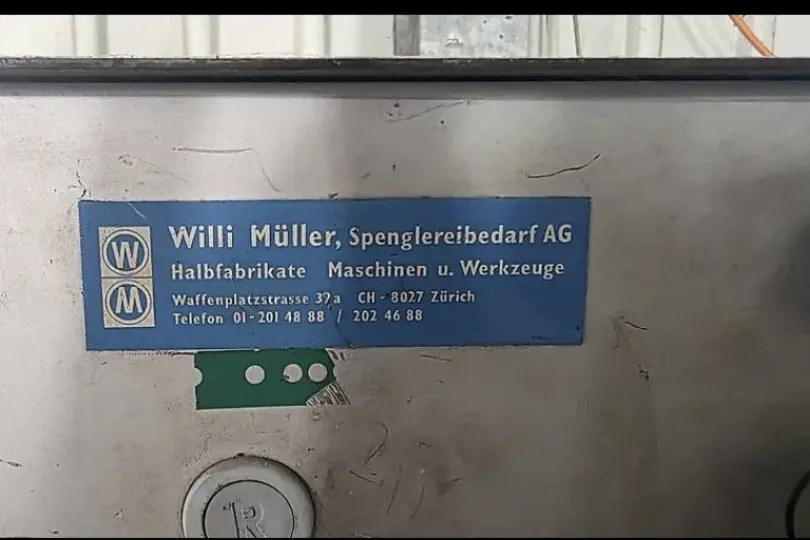 W
M
Willi Müller, Spenglereibedarf AG
Halbfabrikate Maschinen u. Werkzeuge
Waffenplatzstrasse 39a CH - 8027 Zürich
Telefon 01-201 48 88 / 202 46 88
R